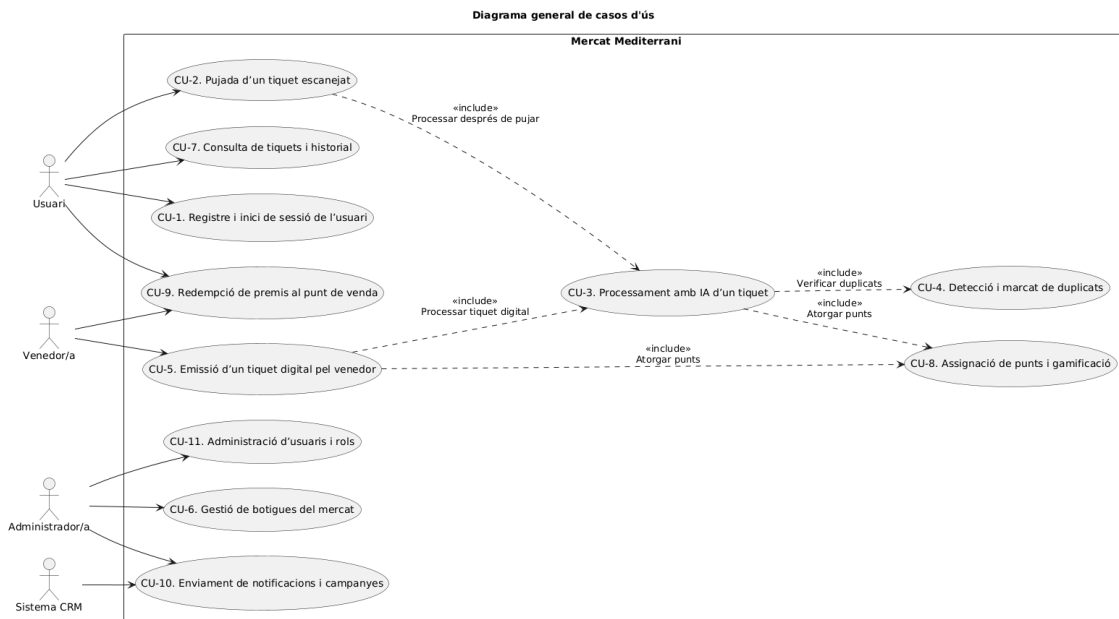 Diagrama general de casos d'ús
Mercat Mediterrani
CU-2. Pujada d’un tiquet escanejat
«include»
Processar després de pujar
CU-7. Consulta de tiquets i historial
Usuari
CU-1. Registre i inici de sessió de l’usuari
CU-9. Redempció de premis al punt de venda
«include»
Processar tiquet digital
CU-3. Processament amb IA d’un tiquet
«include»
Verificar duplicats
CU-4. Detecció i marcat de duplicats
«include»
Atorgar punts
Venedor/a
CU-5. Emissió d’un tiquet digital pel venedor
«include»
Atorgar punts
CU-8. Assignació de punts i gamificació
CU-11. Administració d’usuaris i rols
Administrador/a
CU-6. Gestió de botigues del mercat
CU-10. Enviament de notificacions i campanyes
Sistema CRM